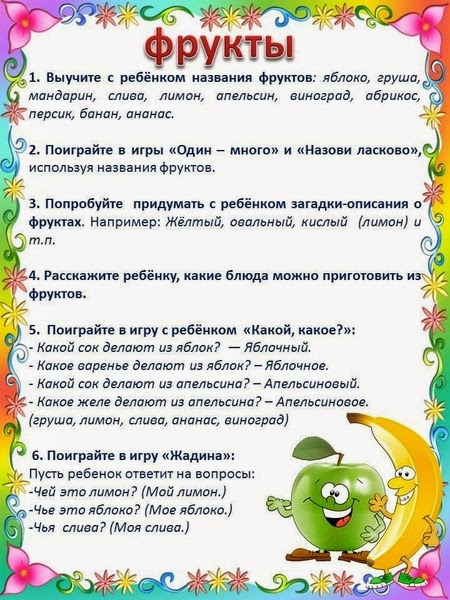 фрукты
1. Выучите с ребёнком названия фруктов: яблоко, груша,
мандарин, слива, лимон, апельсин, виноград, абрикос,
персик, банан, ананас.
2. Поиграйте в игры «Один – много» и «Назови ласково»,
используя названия фруктов.
3. Попробуйте придумать с ребёнком загадки-описания о
фруктах. Например: Жёлтый, овальный, кислый (лимон) и
т.п.
4. Расскажите ребёнку, какие блюда можно приготовить из
фруктов.
5. Поиграйте в игру с ребёнком «Какой, какое?»:
- Какой сок делают из яблок? — Яблочный.
- Какое варенье делают из яблок? – Яблочное.
- Какой сок делают из апельсина? – Апельсиновый.
- Какое желе делают из апельсина? – Апельсиновое.
(груша, лимон, слива, ананас, виноград)
6. Поиграйте в игру «Жадина»:
Пусть ребенок ответит на вопросы:
-Чей это лимон? (Мой лимон.)
-Чье это яблоко? (Мое яблоко.)
-Чья слива? (Моя слива.)